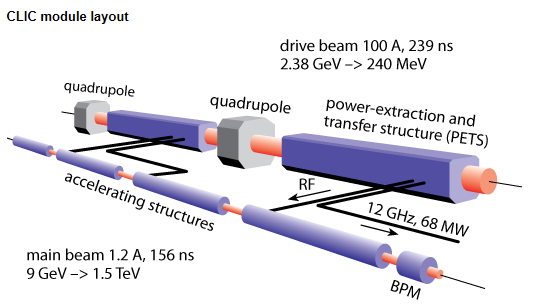 CLIC module layout
drive beam 100 A, 239 ns
2.38 GeV –> 240 MeV
quadrupole
quadrupole
power-extraction and
transfer structure (PETS)
RF
accelerating structures
12 GHz, 68 MW
main beam 1.2 A, 156 ns
9 GeV –> 1.5 TeV
BPM